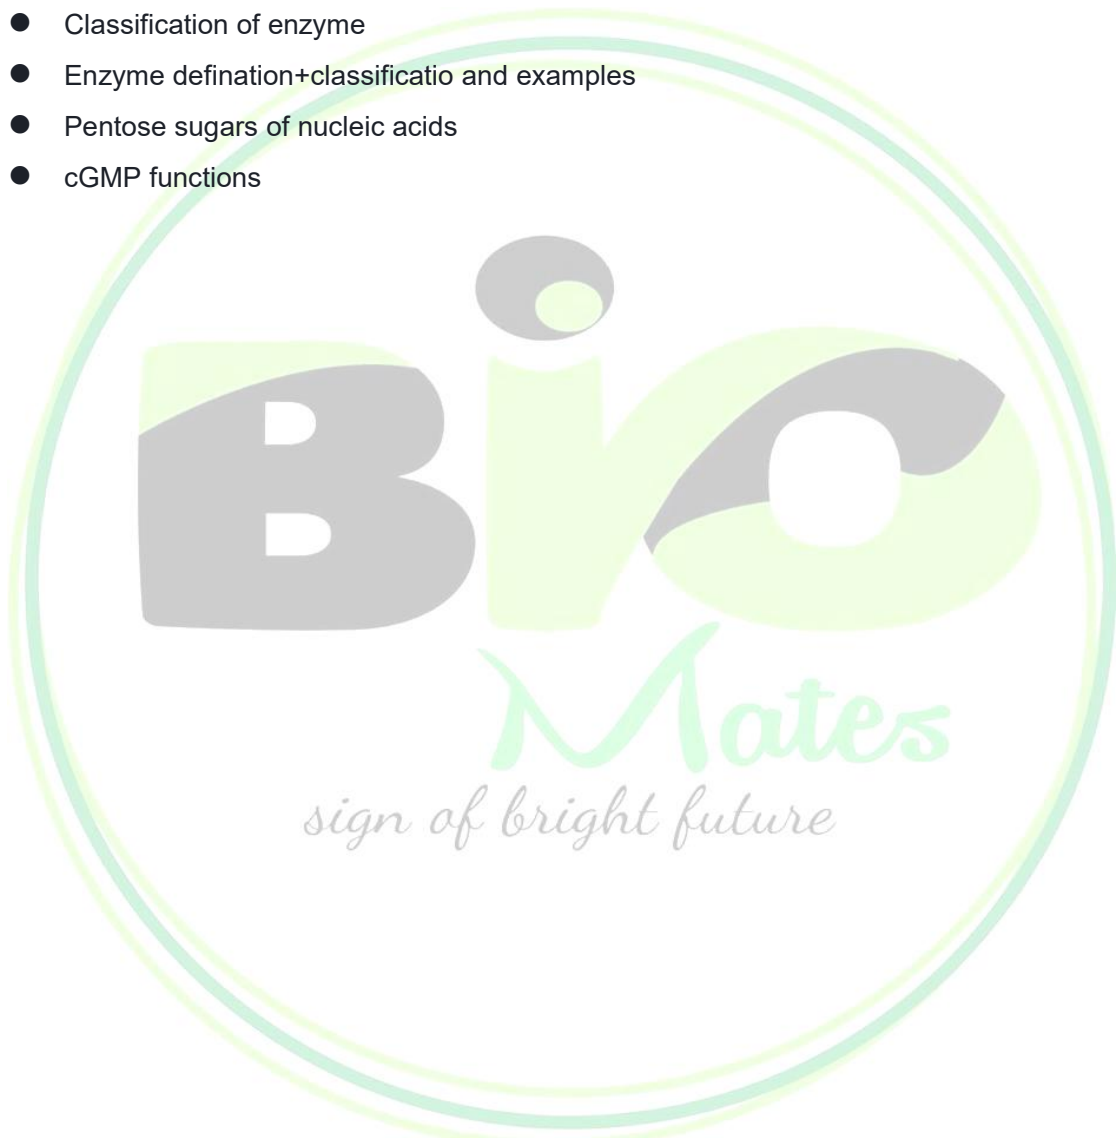 ● Classification of enzyme
● Enzyme defination+classificatio and examples
● Pentose sugars of nucleic acids
● cGMP functions
BiO
Mates
sign of bright future